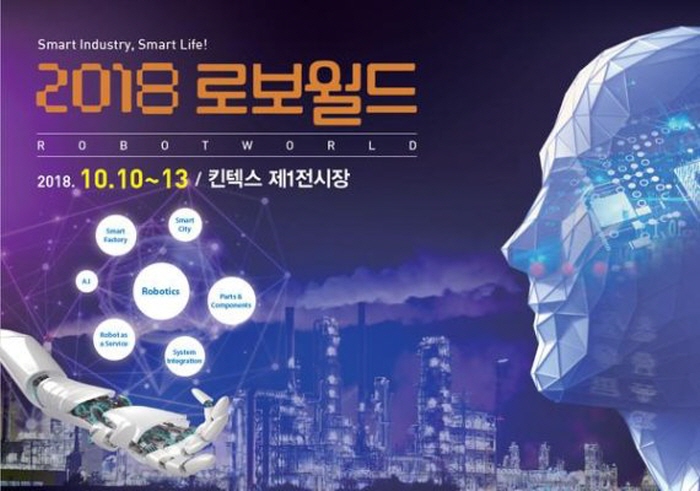 Smart Industry, Smart Life!
2018 로보월드
ROBOTWORLD
2018. 10.10~13 / 킨텍스 제1전시장
Smart
Factory
Smart
City
A.I
Robotics
Parts &
Components
Robot as
a Service
System
Integration